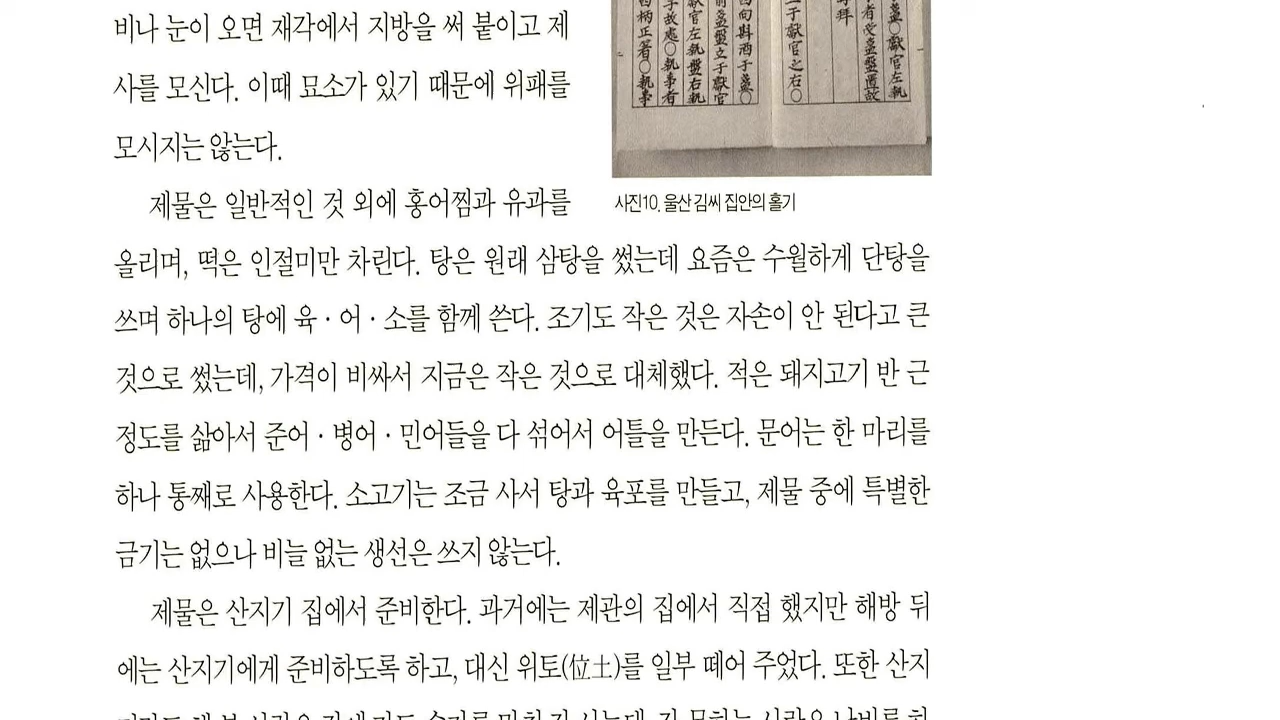 비나 눈이 오면 재각에서 지방을 써 붙이고 제
사를 모신다. 이때 묘소가 있기 때문에 위패를
모시지는 않는다.
제물은 일반적인 것 외에 홍어찜과 유과를
사진10. 울산 김씨 집안의 홀기
올리며, 떡은 인절미만 차린다. 탕은 원래 삼탕을 썼는데 요즘은 수월하게 단탕을
쓰며 하나의 탕에 육·어·소를 함께 쓴다. 조기도 작은 것은 자손이 안 된다고 큰
것으로 썼는데, 가격이 비싸서 지금은 작은 것으로 대체했다. 적은 돼지고기 반 근
정도를 삶아서 준어·병어·민어들을 다 섞어서 어틀을 만든다. 문어는 한 마리를
하나 통째로 사용한다. 소고기는 조금 사서 탕과 육포를 만들고, 제물 중에 특별한
금기는 없으나 비늘 없는 생선은 쓰지 않는다.
제물은 산지기 집에서 준비한다. 과거에는 제관의 집에서 직접 했지만 해방 뒤
에는 산지기에게 준비하도록 하고, 대신 위토(位土)를 일부 떼어 주었다. 또한 산지